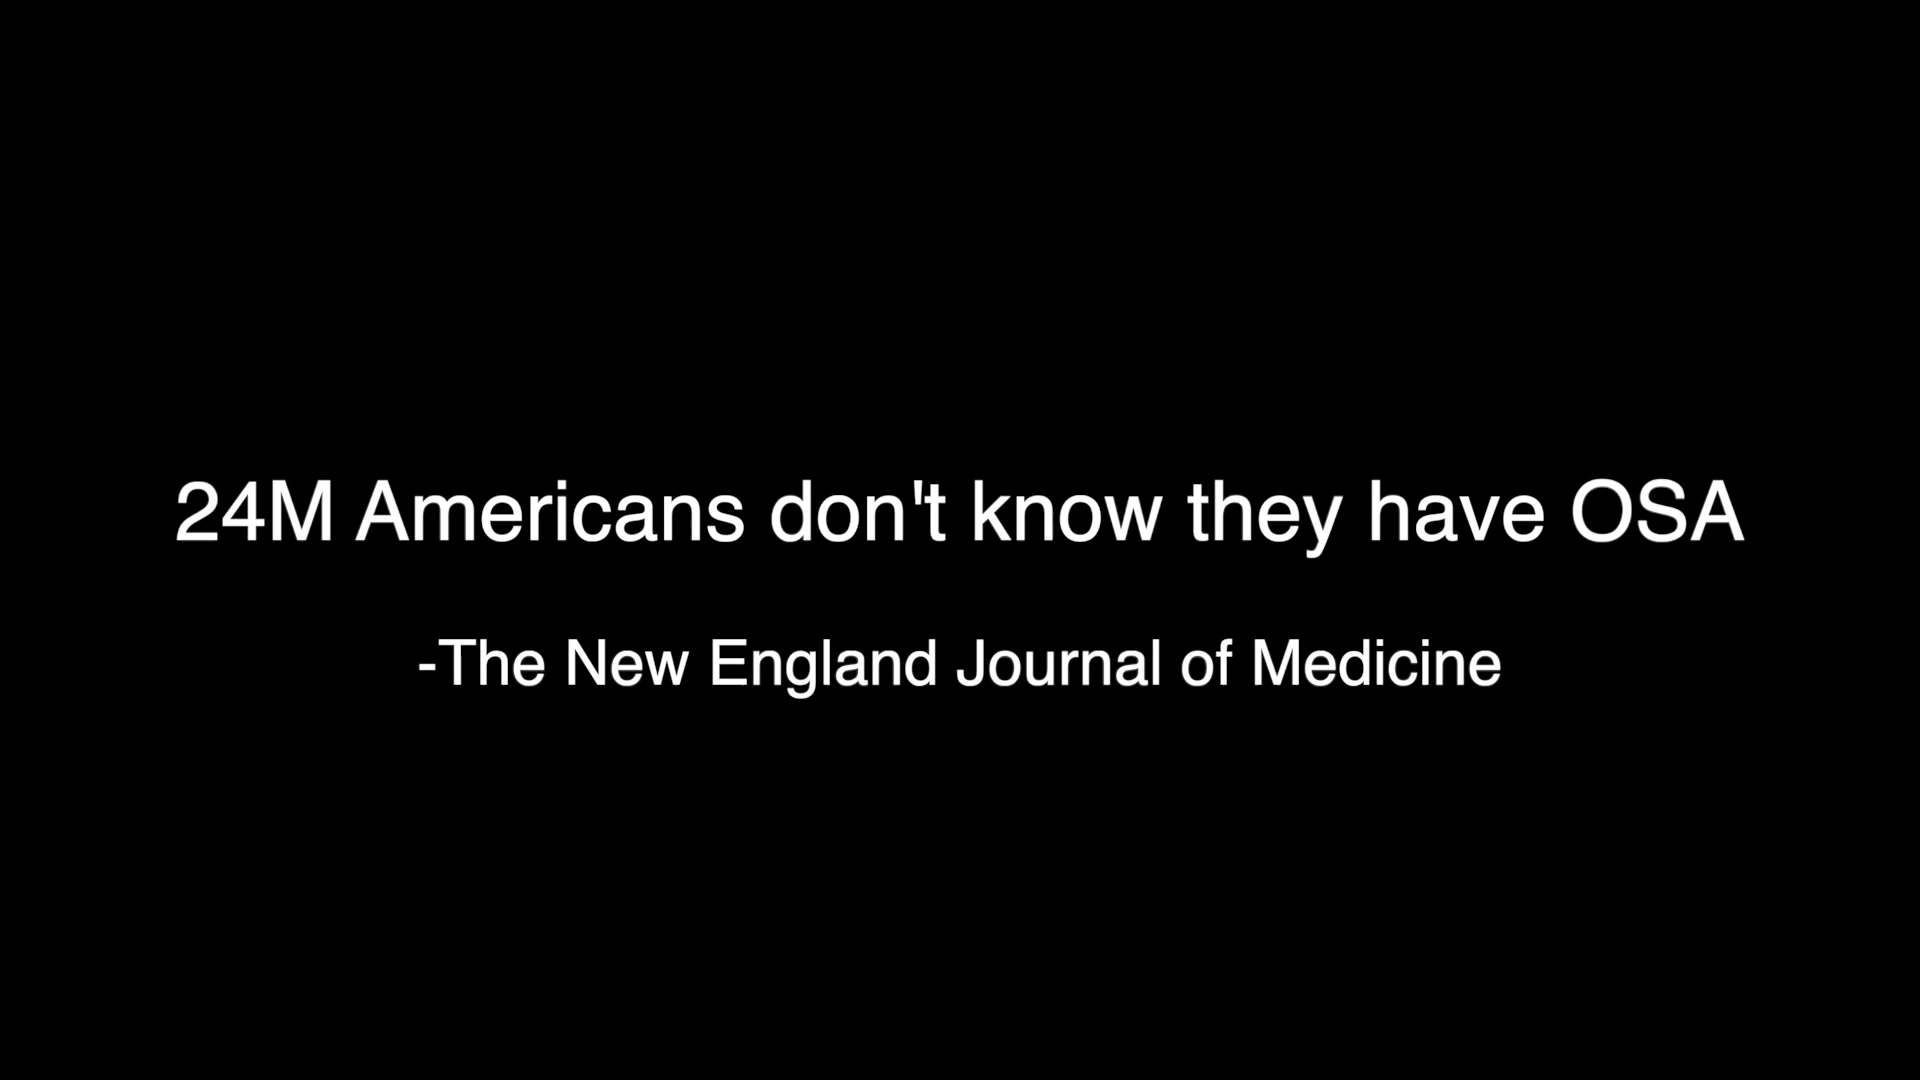 24M Americans don't know they have OSA
-The New England Journal of Medicine